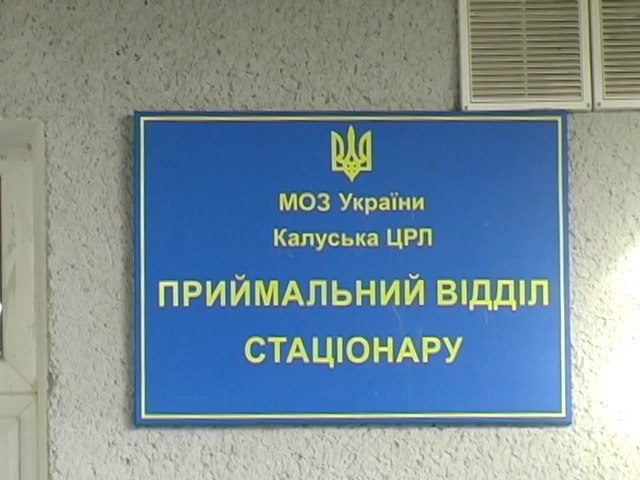 МОЗ України
Калуська ЦРЛ
ПРИЙМАЛЬНИЙ ВІДДІЛ
СТАЦІОНАРУ